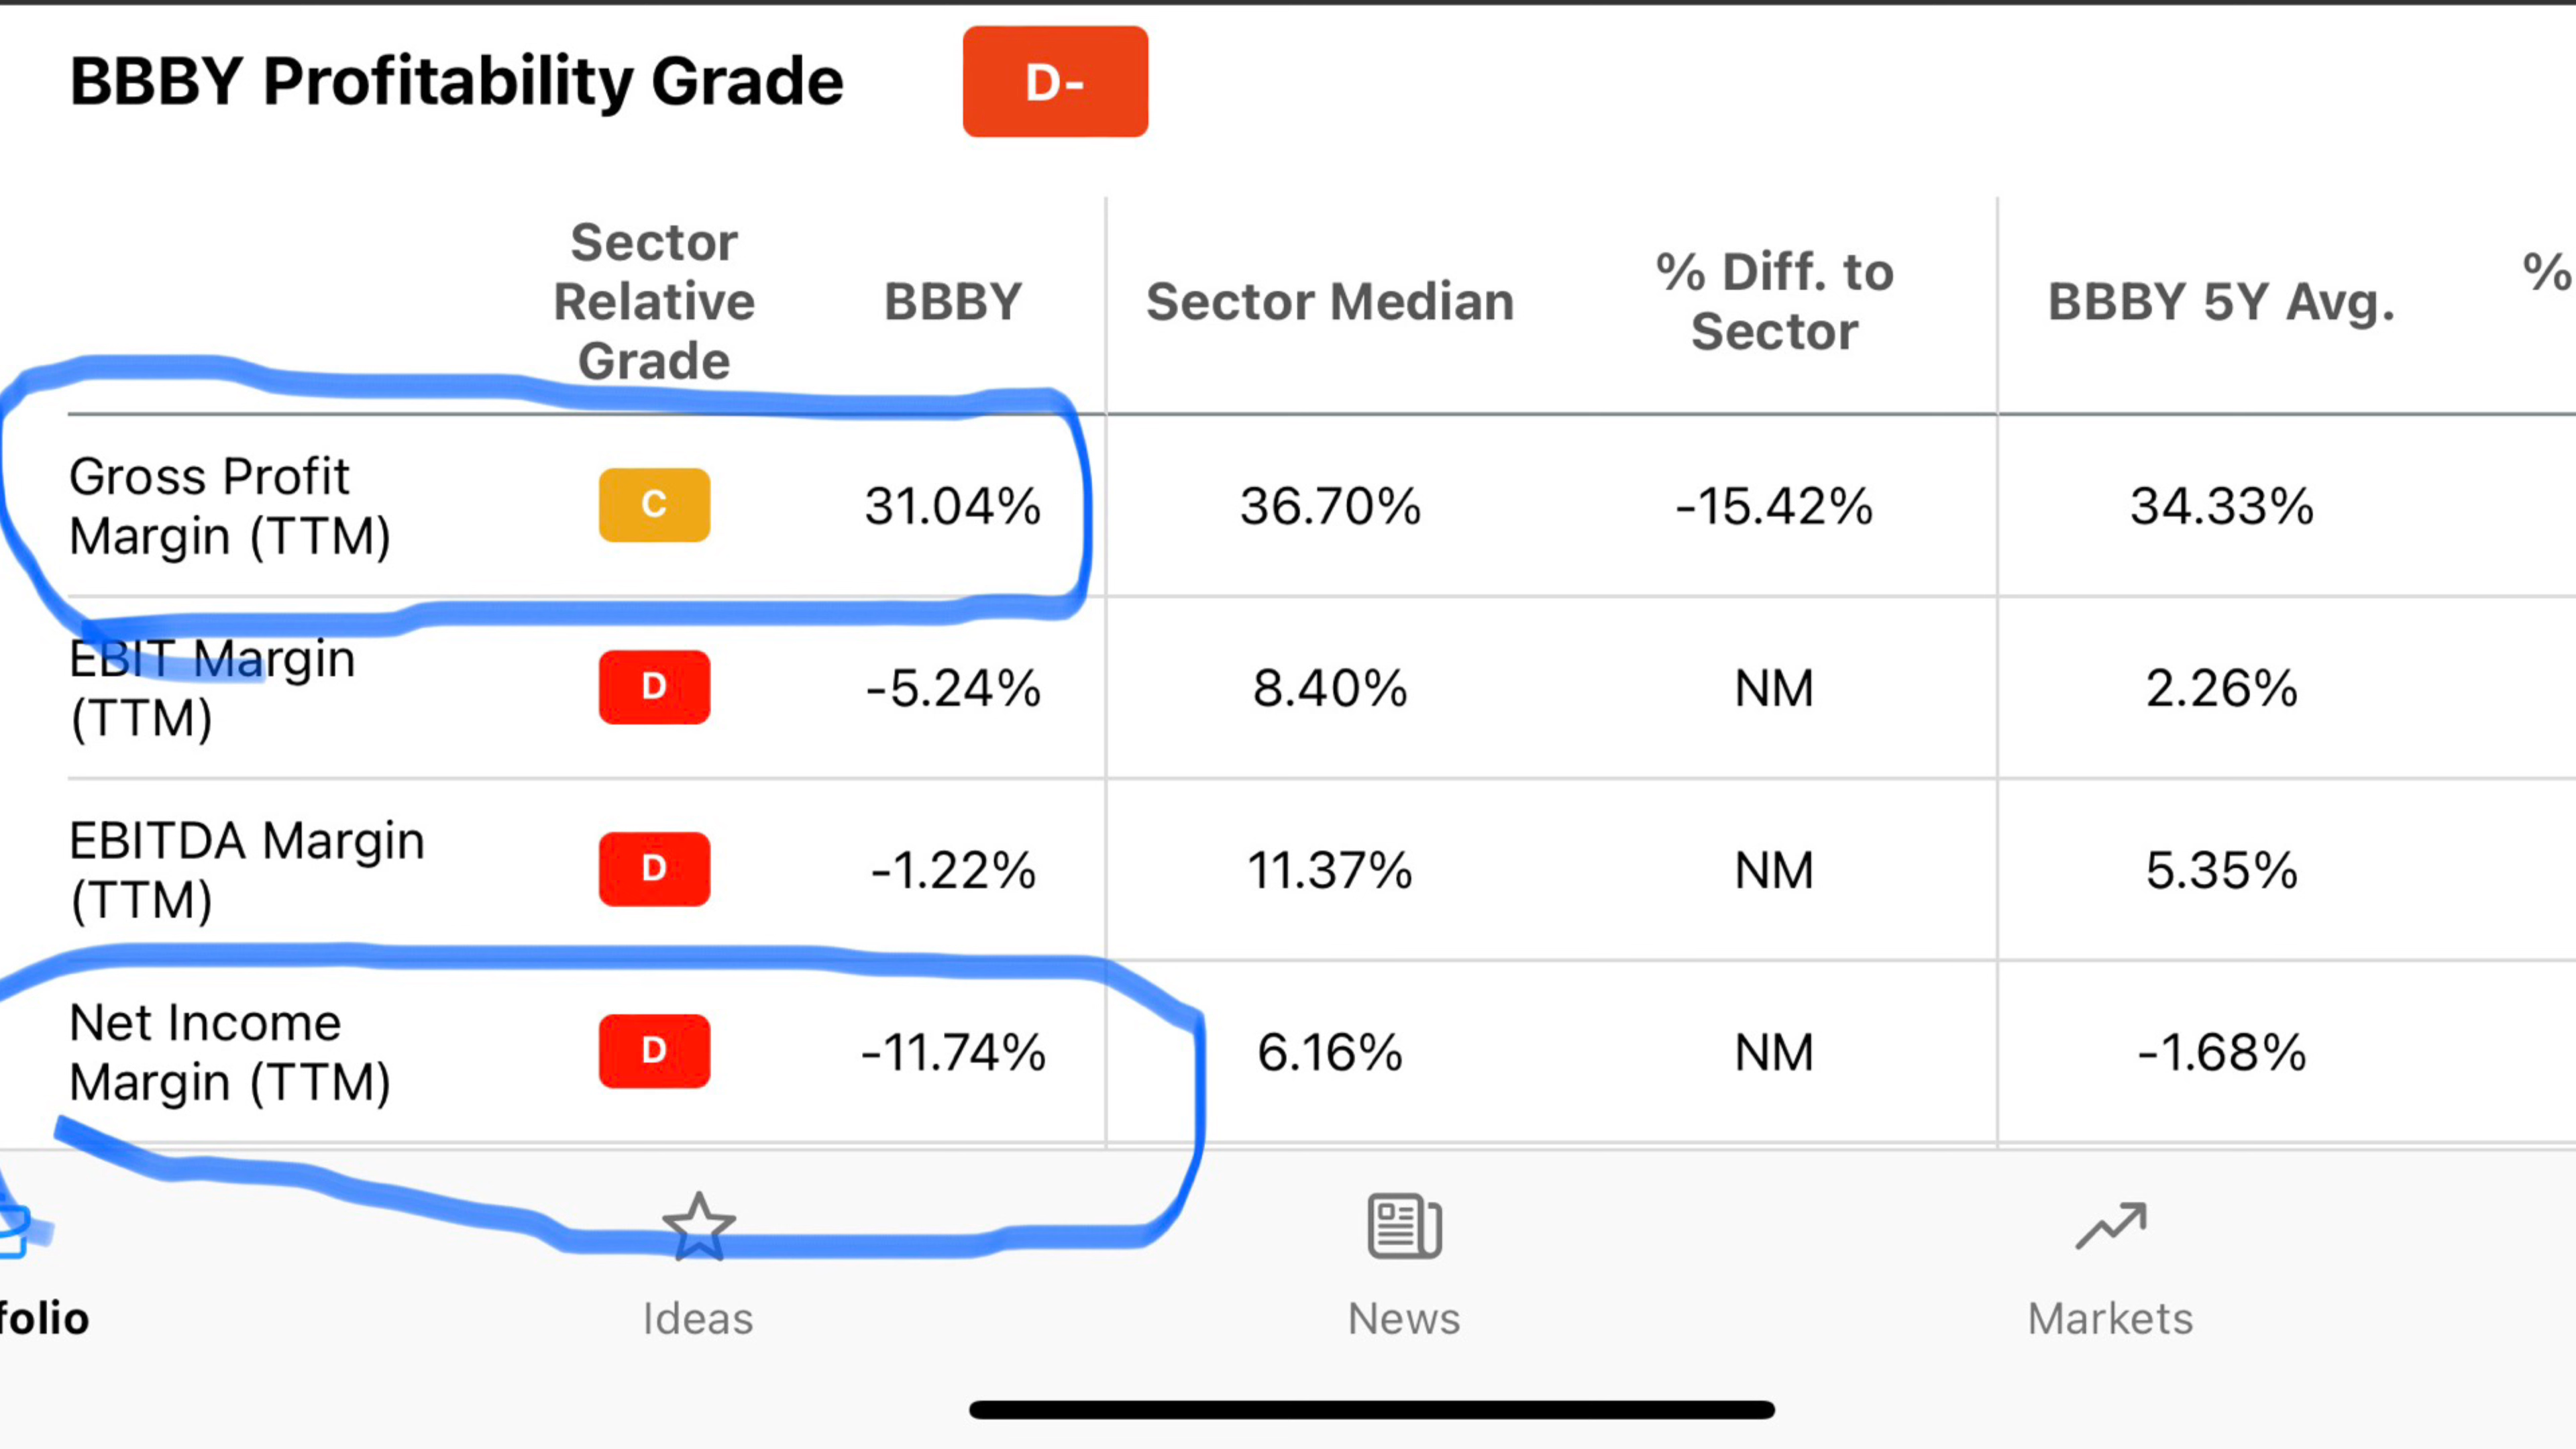 BBBY Profitability Grade D-
Sector Relative Grade BBBY Sector Median % Diff. to Sector BBBY 5Y Avg. %
Gross Profit Margin (TTM) C 31.04% 36.70% -15.42% 34.33%
EBIT Margin (TTM) D -5.24% 8.40% NM 2.26%
EBITDA Margin (TTM) D -1.22% 11.37% NM 5.35%
Net Income Margin (TTM) D -11.74% 6.16% NM -1.68%
folio Ideas News Markets